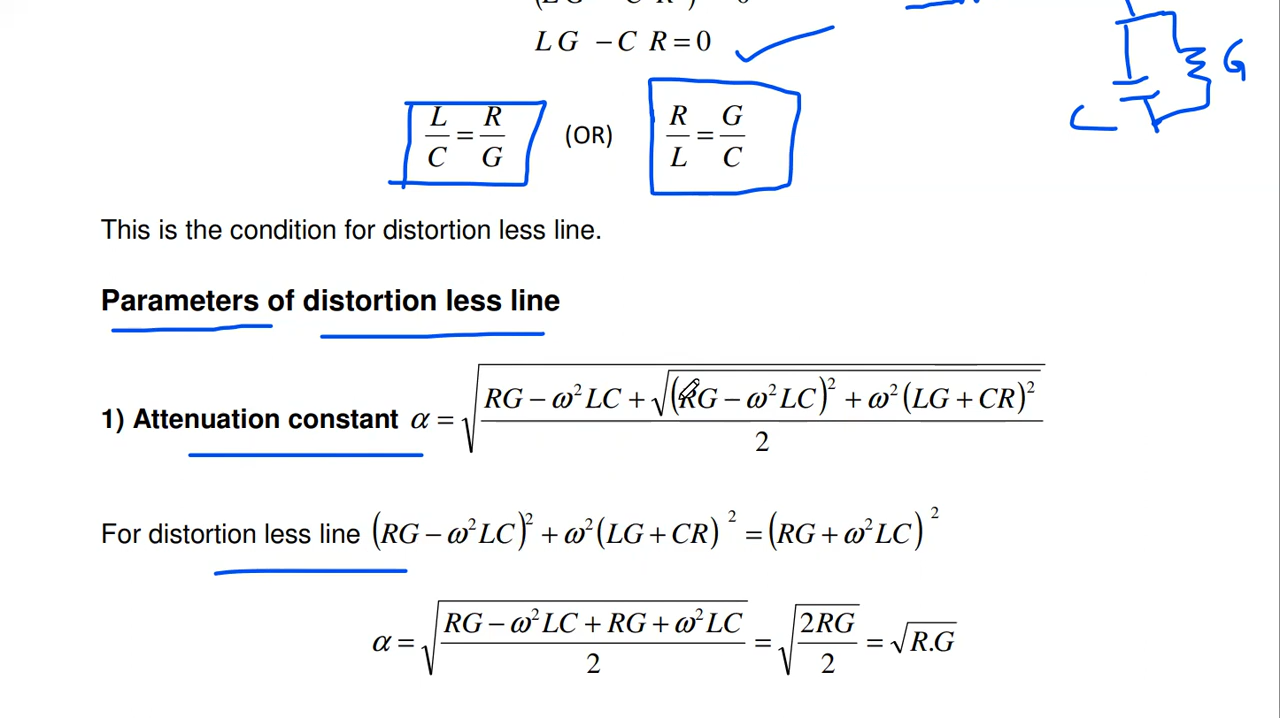 LG − CR = 0
L/C = R/G (OR) R/L = G/C
G
C
This is the condition for distortion less line.
Parameters of distortion less line
1) Attenuation constant α = √((RG − ω²LC + √((RG − ω²LC)² + ω²(LG + CR)²))/2)
For distortion less line (RG − ω²LC)² + ω²(LG + CR)² = (RG + ω²LC)²
α = √((RG − ω²LC + RG + ω²LC)/2) = √(2RG/2) = √R.G